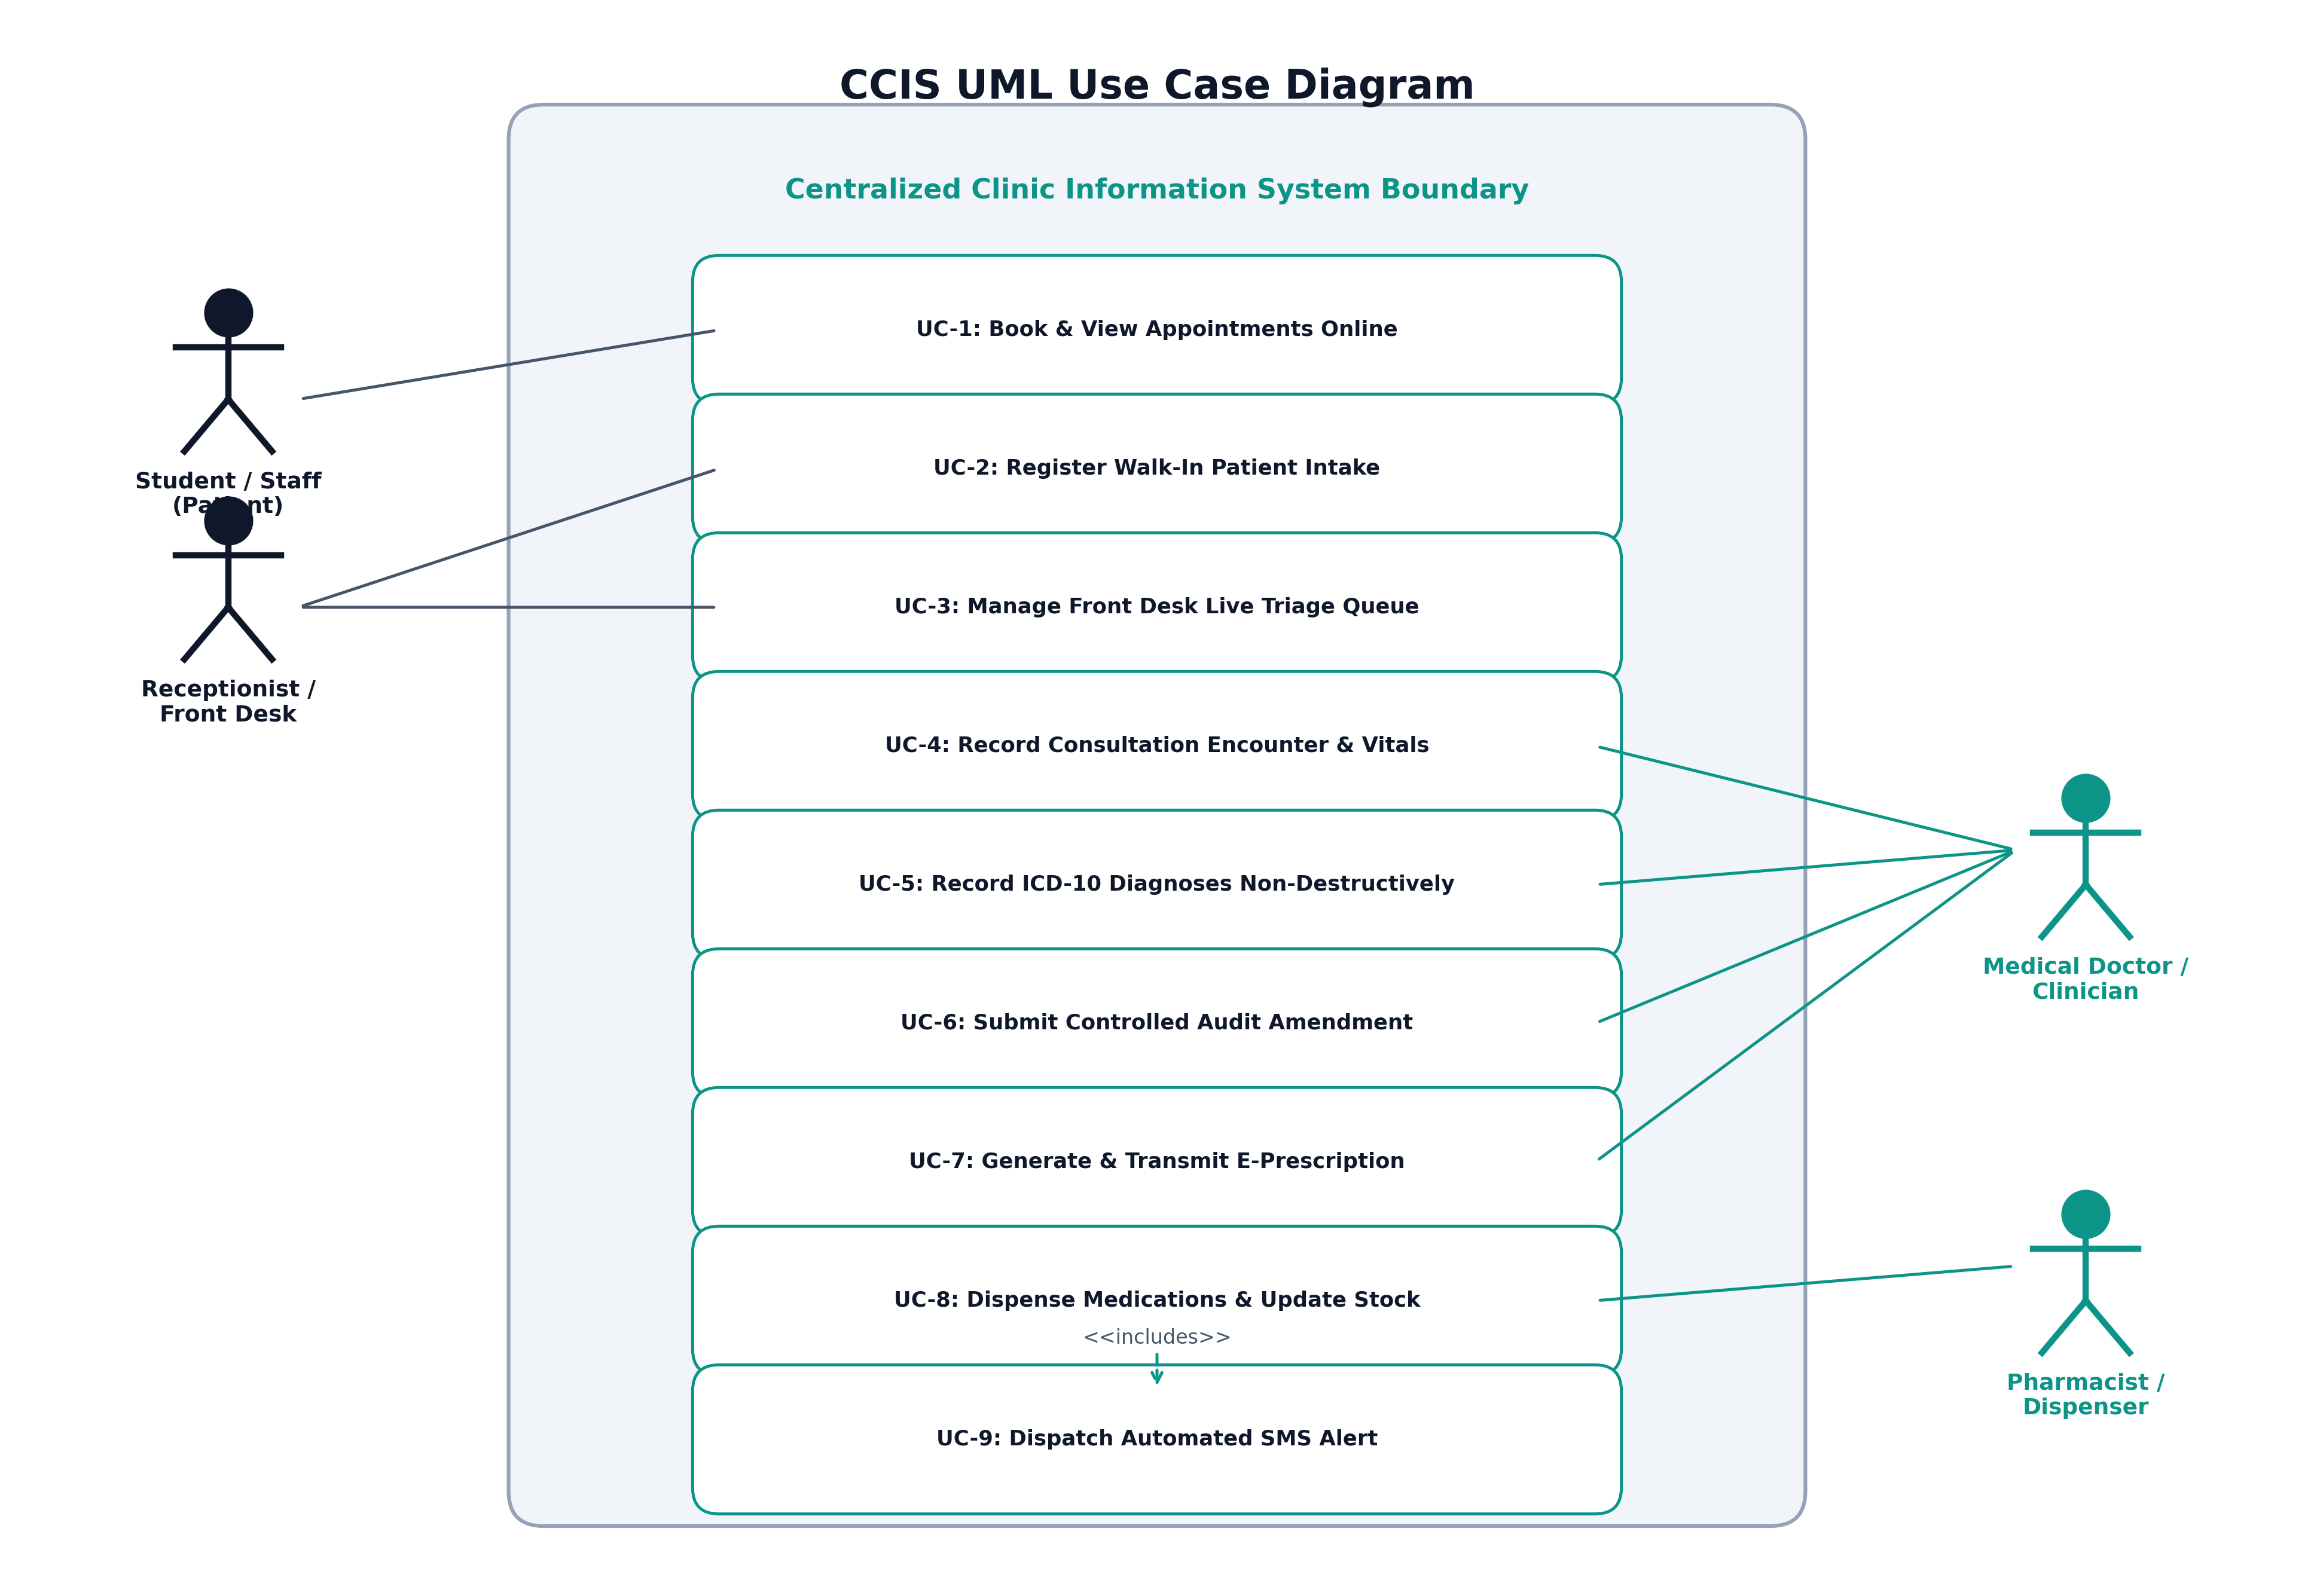 CCIS UML Use Case Diagram
Centralized Clinic Information System Boundary
UC-1: Book & View Appointments Online
UC-2: Register Walk-In Patient Intake
Student / Staff
UC-3: Manage Front Desk Live Triage Queue
Receptionist /
Front Desk
UC-4: Record Consultation Encounter & Vitals
UC-5: Record ICD-10 Diagnoses Non-Destructively
Medical Doctor /
Clinician
UC-6: Submit Controlled Audit Amendment
UC-7: Generate & Transmit E-Prescription
UC-8: Dispense Medications & Update Stock
<<includes>>
Pharmacist /
Dispenser
UC-9: Dispatch Automated SMS Alert